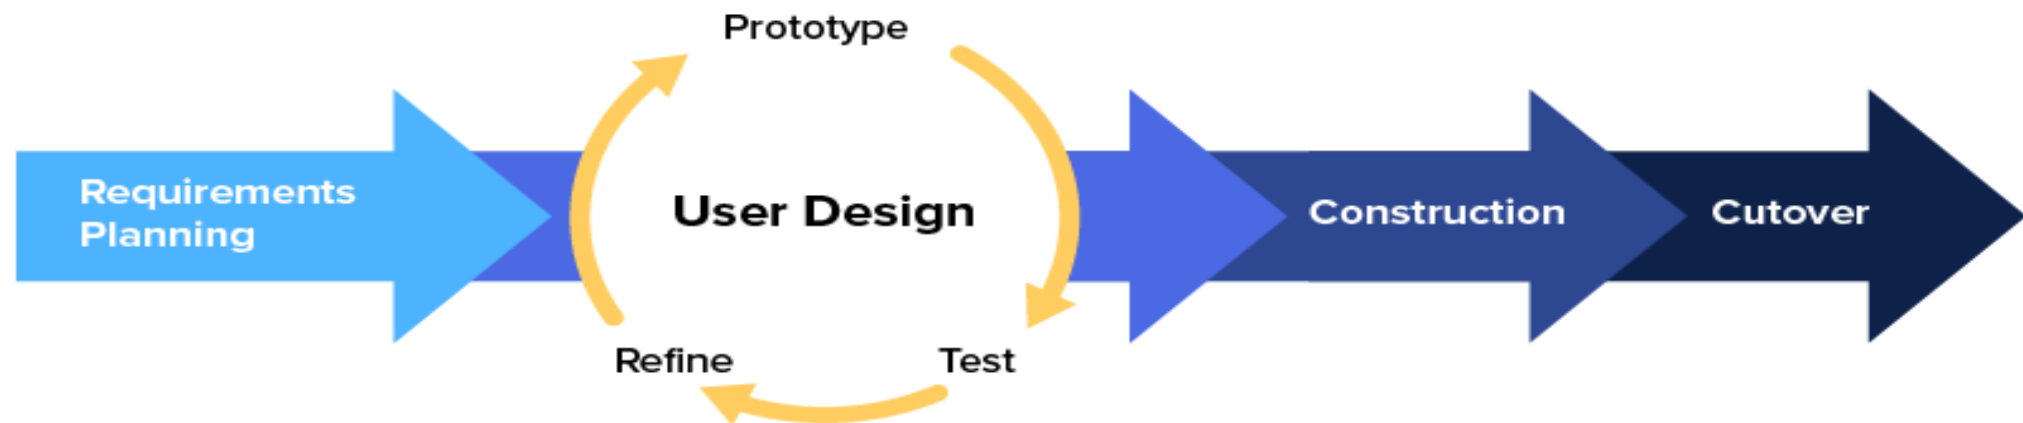 Prototype
Requirements
Planning
User Design
Construction
Cutover
Refine
Test